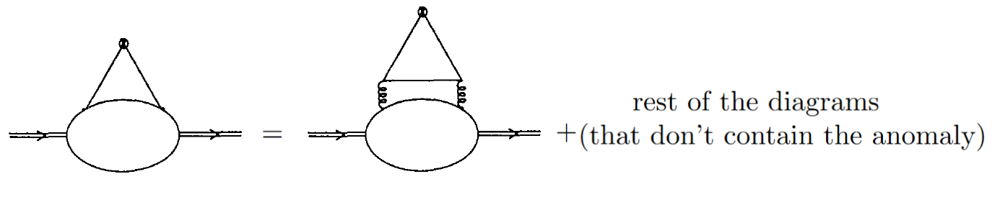 =
rest of the diagrams
+(that don't contain the anomaly)